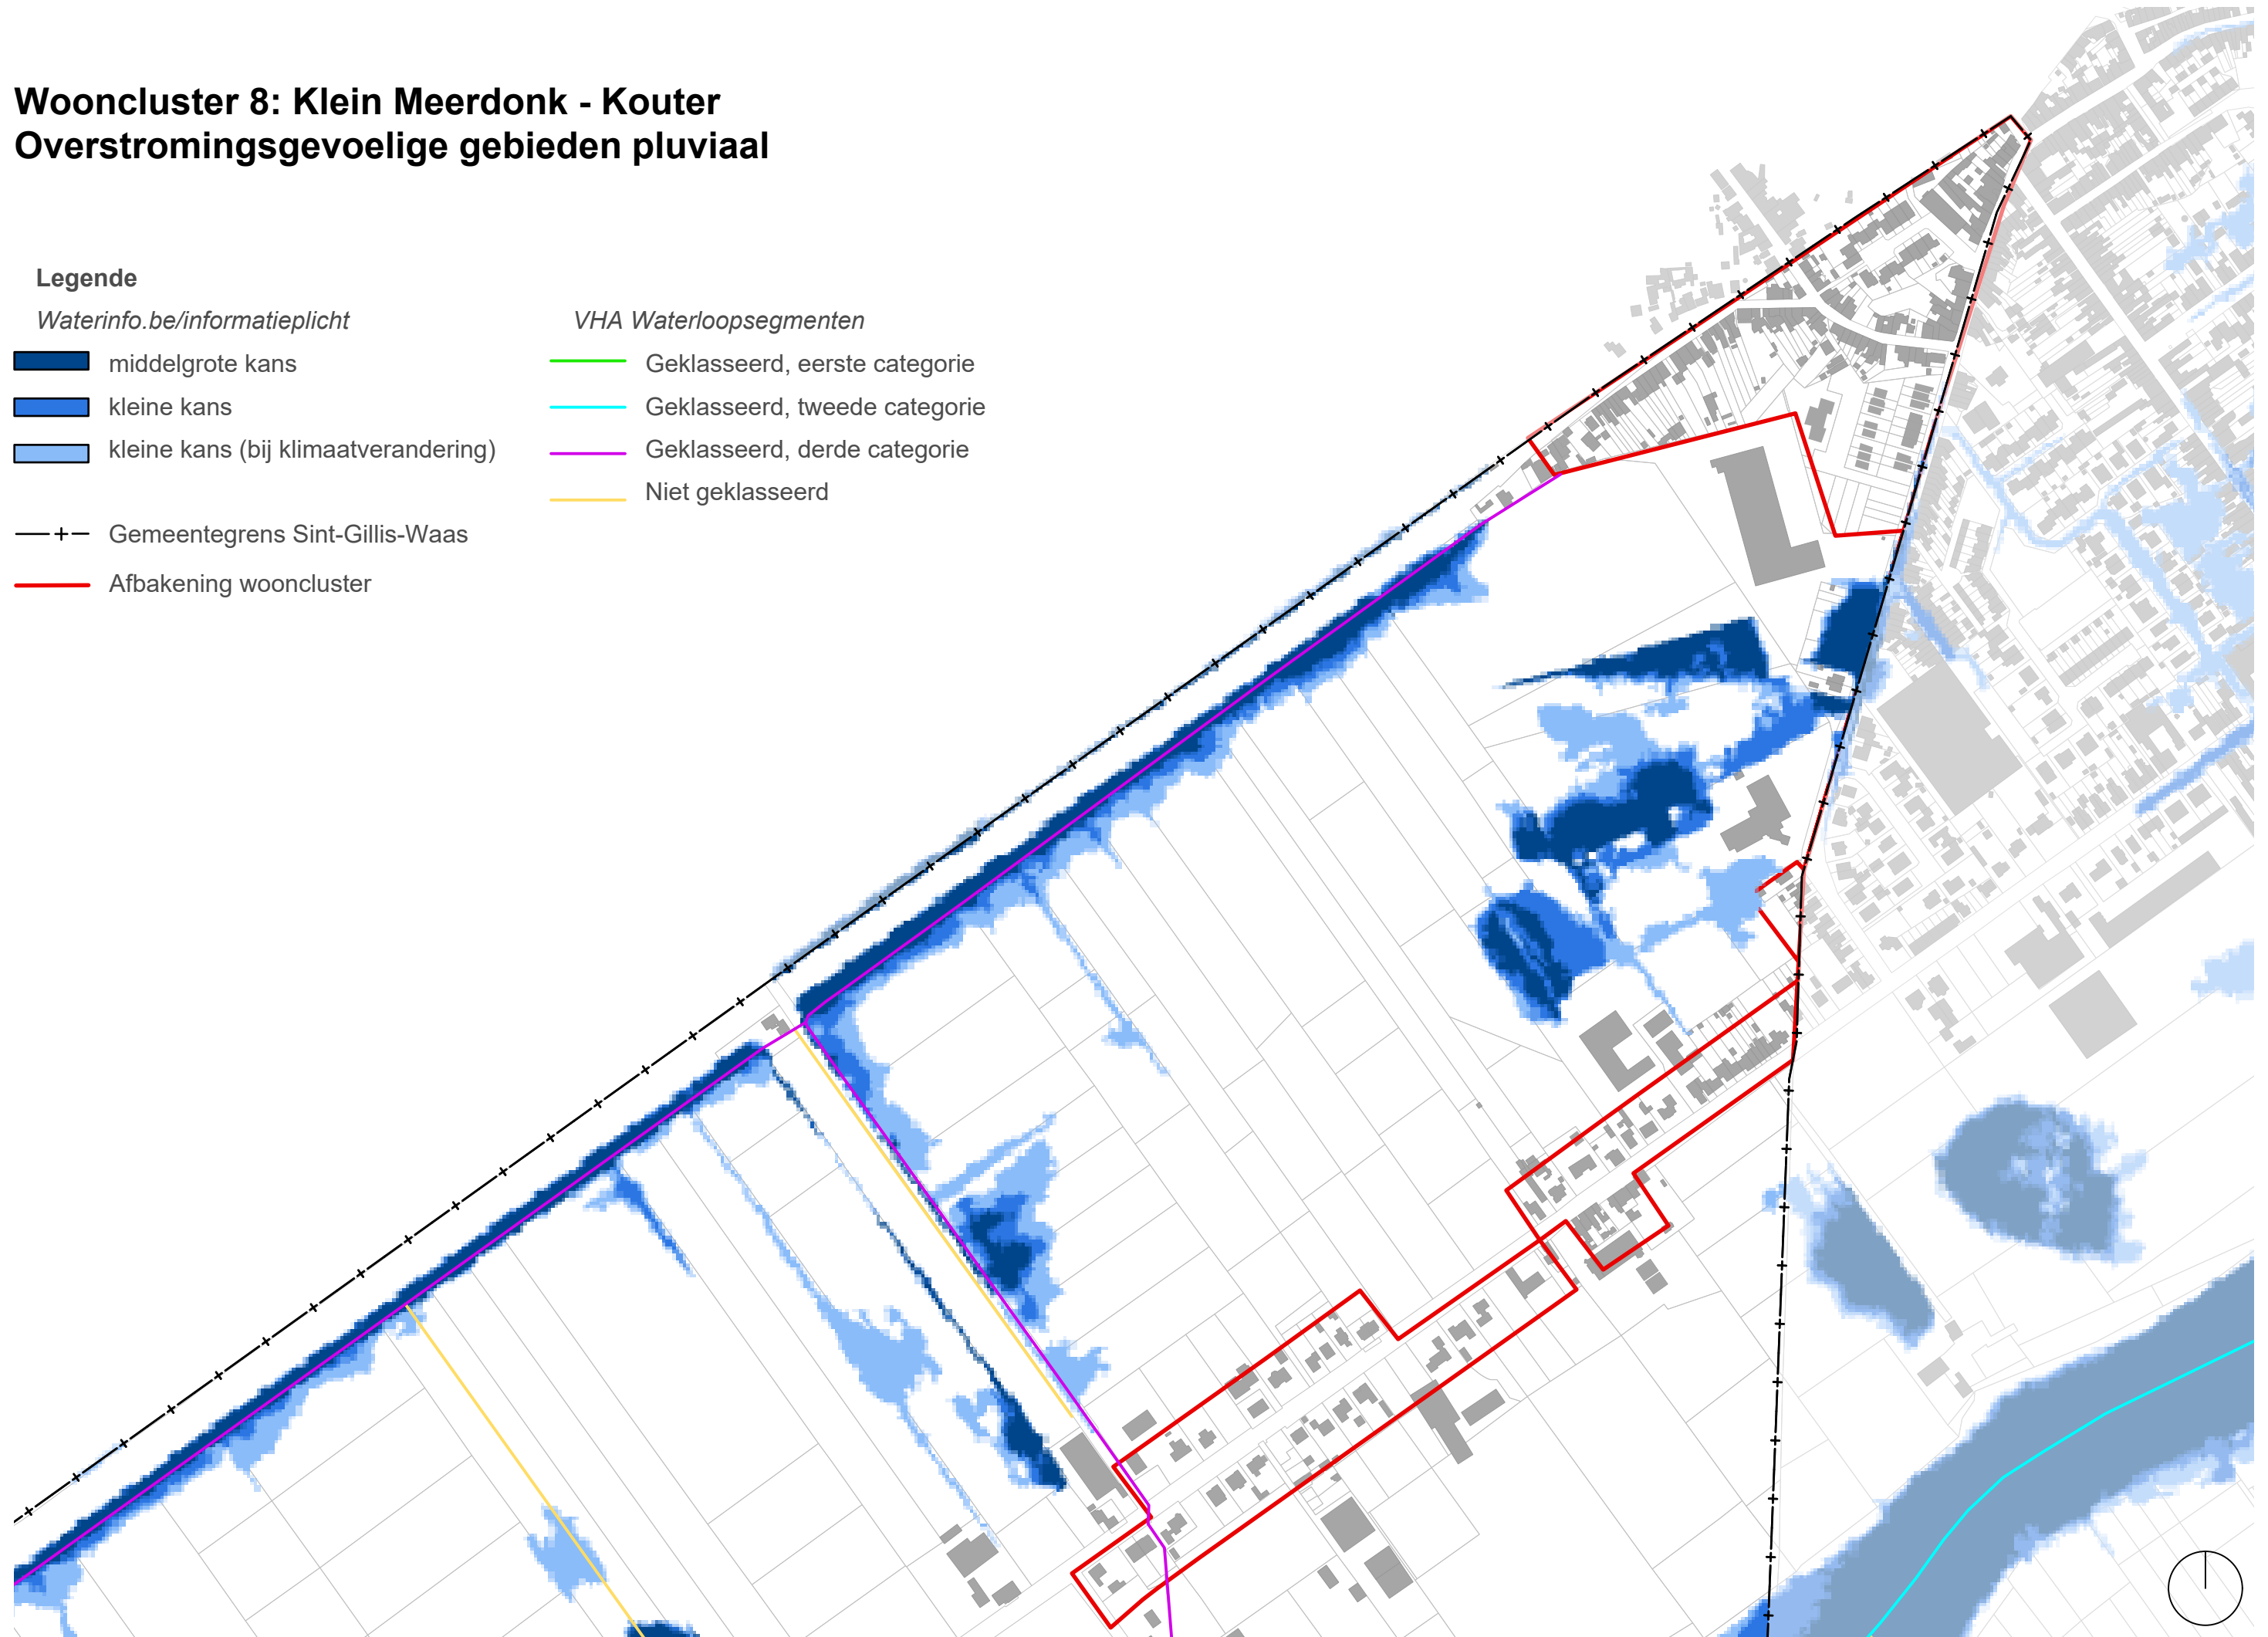 Wooncluster 8: Klein Meerdonk - Kouter
Overstromingsgevoelige gebieden pluviaal
Legende
Waterinfo.be/informatieplicht
middelgrote kans
kleine kans
kleine kans (bij klimaatverandering)
Gemeentegrens Sint-Gillis-Waas
Afbakening wooncluster
VHA Waterloopsegmenten
Geklasseerd, eerste categorie
Geklasseerd, tweede categorie
Geklasseerd, derde categorie
Niet geklasseerd